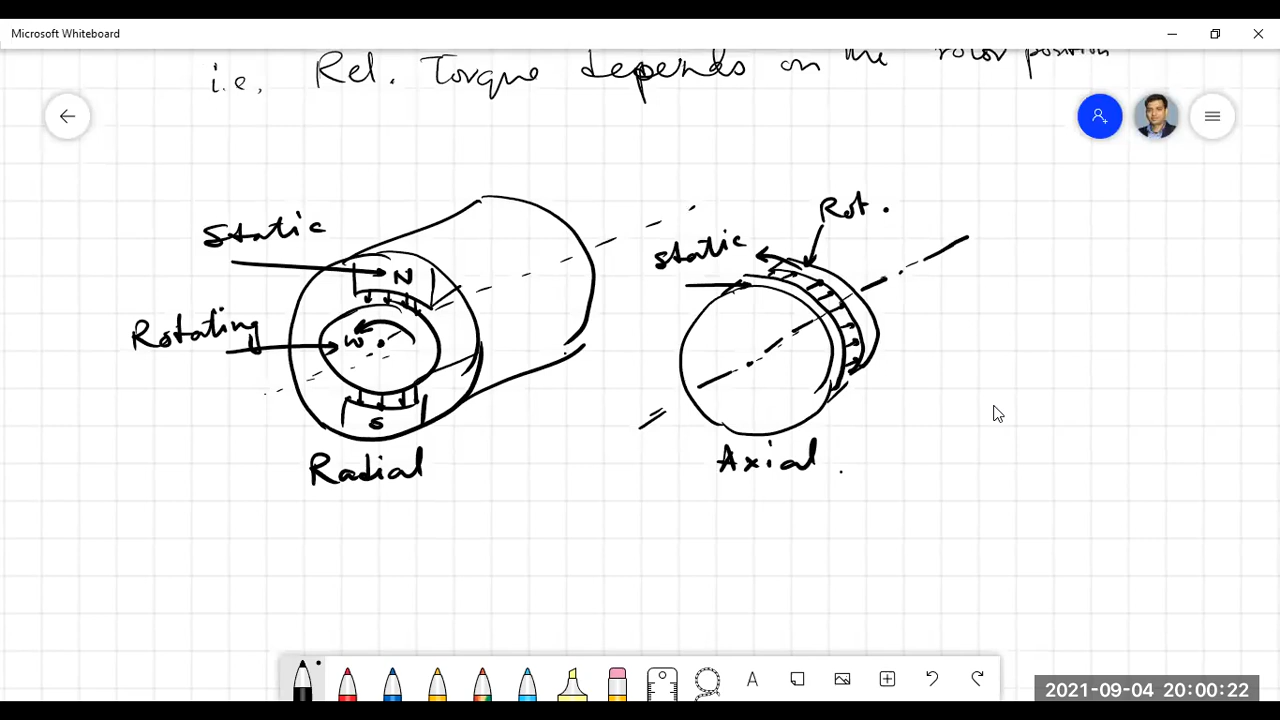 Microsoft Whiteboard
i.e, Rel. Torque depends on the rotor position
Static
N
Rotating
ω
S
Radial
Rot.
static
Axial.
A
2021-09-04 20:00:22